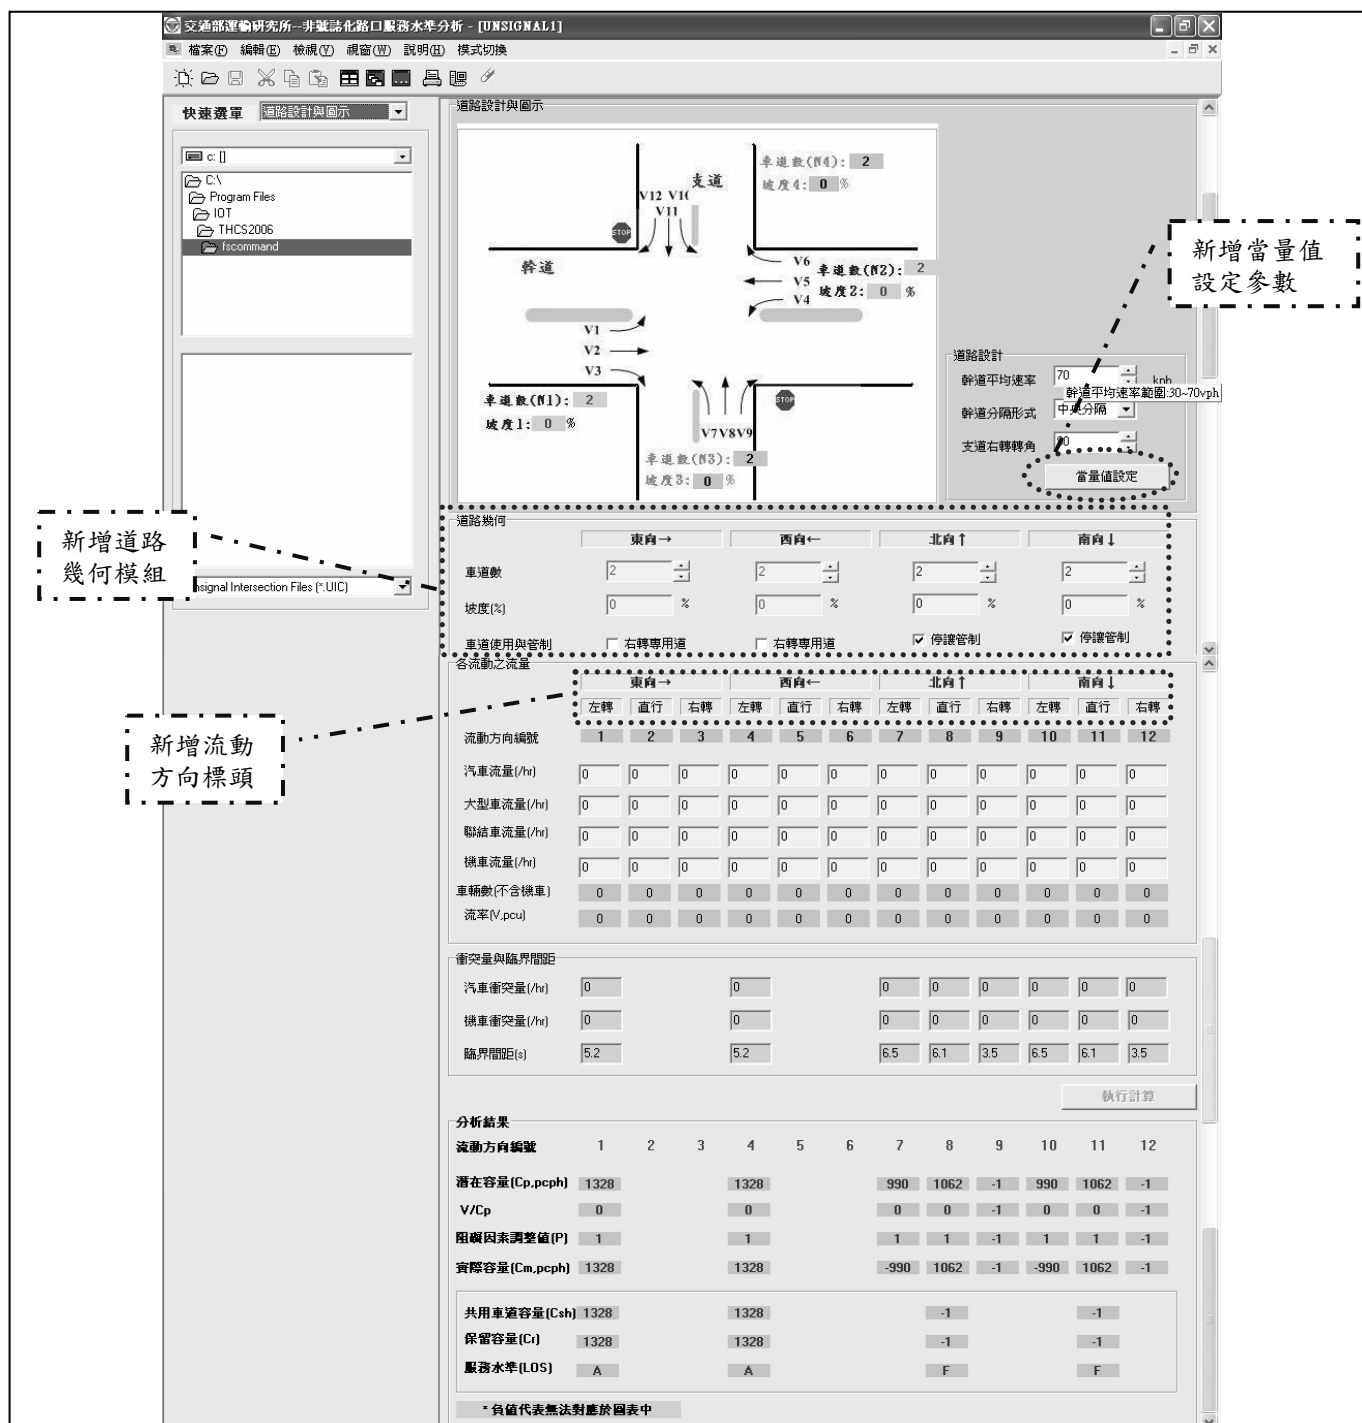 交通部運輸研究所--非號誌化路口服務水準分析 - [UNSIGNAL1]
檔案(F) 編輯(E) 檢視(V) 視窗(W) 說明(H) 模式切換
快速選單 道路設計與圖示
c: []
C:\
Program Files
IOT
THCS2006
fscommand
nsignal Intersection Files (*.UIC)
道路設計與圖示
車道數(N4): 2
坡度4: 0 %
支道
V12 V1(
V11
STOP
幹道
V6
V5
V4
車道數(N2): 2
坡度2: 0 %
V1
V2
V3
車道數(N1): 2
坡度1: 0 %
STOP
V7V8V9
車道數(N3): 2
坡度3: 0 %
道路設計
幹道平均速率 70 kph
幹道平均速率範圍:30~70vph
幹道分隔形式 中央分隔
支道右轉轉角
當量值設定
新增當量值
設定參數
新增道路
幾何模組
新增流動
方向標頭
道路幾何
東向→ 西向← 北向↑ 南向↓
車道數 2 2 2 2
坡度(%) 0 % 0 % 0 % 0 %
車道使用與管制 右轉專用道 右轉專用道 停讓管制 停讓管制
各流動之流量
東向→ 西向← 北向↑ 南向↓
左轉 直行 右轉 左轉 直行 右轉 左轉 直行 右轉 左轉 直行 右轉
流動方向編號 1 2 3 4 5 6 7 8 9 10 11 12
汽車流量(/hr) 0 0 0 0 0 0 0 0 0 0 0 0
大型車流量(/hr) 0 0 0 0 0 0 0 0 0 0 0 0
聯結車流量(/hr) 0 0 0 0 0 0 0 0 0 0 0 0
機車流量(/hr) 0 0 0 0 0 0 0 0 0 0 0 0
車輛數(不含機車) 0 0 0 0 0 0 0 0 0 0 0 0
流率(V,pcu) 0 0 0 0 0 0 0 0 0 0 0 0
衝突量與臨界間距
汽車衝突量(/hr) 0 0 0 0 0 0 0 0
機車衝突量(/hr) 0 0 0 0 0 0 0 0
臨界間距(s) 5.2 5.2 6.5 6.1 3.5 6.5 6.1 3.5
執行計算
分析結果
流動方向編號 1 2 3 4 5 6 7 8 9 10 11 12
潛在容量(Cp,pcph) 1328 1328 990 1062 -1 990 1062 -1
V/Cp 0 0 0 0 -1 0 0 -1
阻礙因素調整值(P) 1 1 1 1 -1 1 1 -1
實際容量(Cm,pcph) 1328 1328 -990 1062 -1 -990 1062 -1
共用車道容量(Csh) 1328 1328 -1 -1
保留容量(Cr) 1328 1328 -1 -1
服務水準(LOS) A A F F
* 負值代表無法對應於圖表中